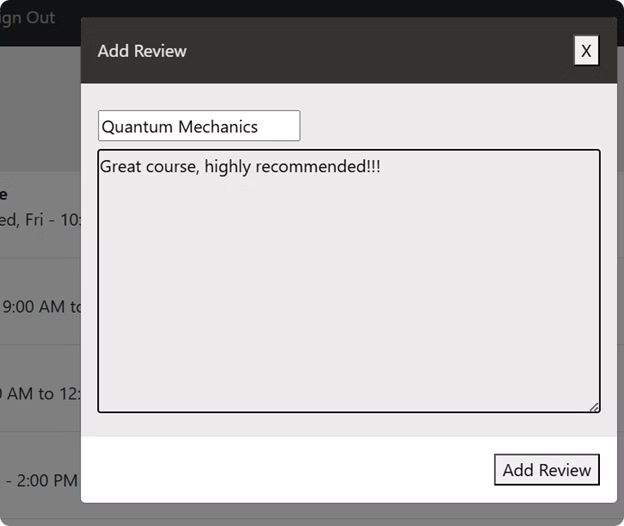 ign Out
Add Review
X
Quantum Mechanics
Great course, highly recommended!!!
e
ed, Fri - 10:
9:00 AM to
0 AM to 12:
- 2:00 PM
Add Review